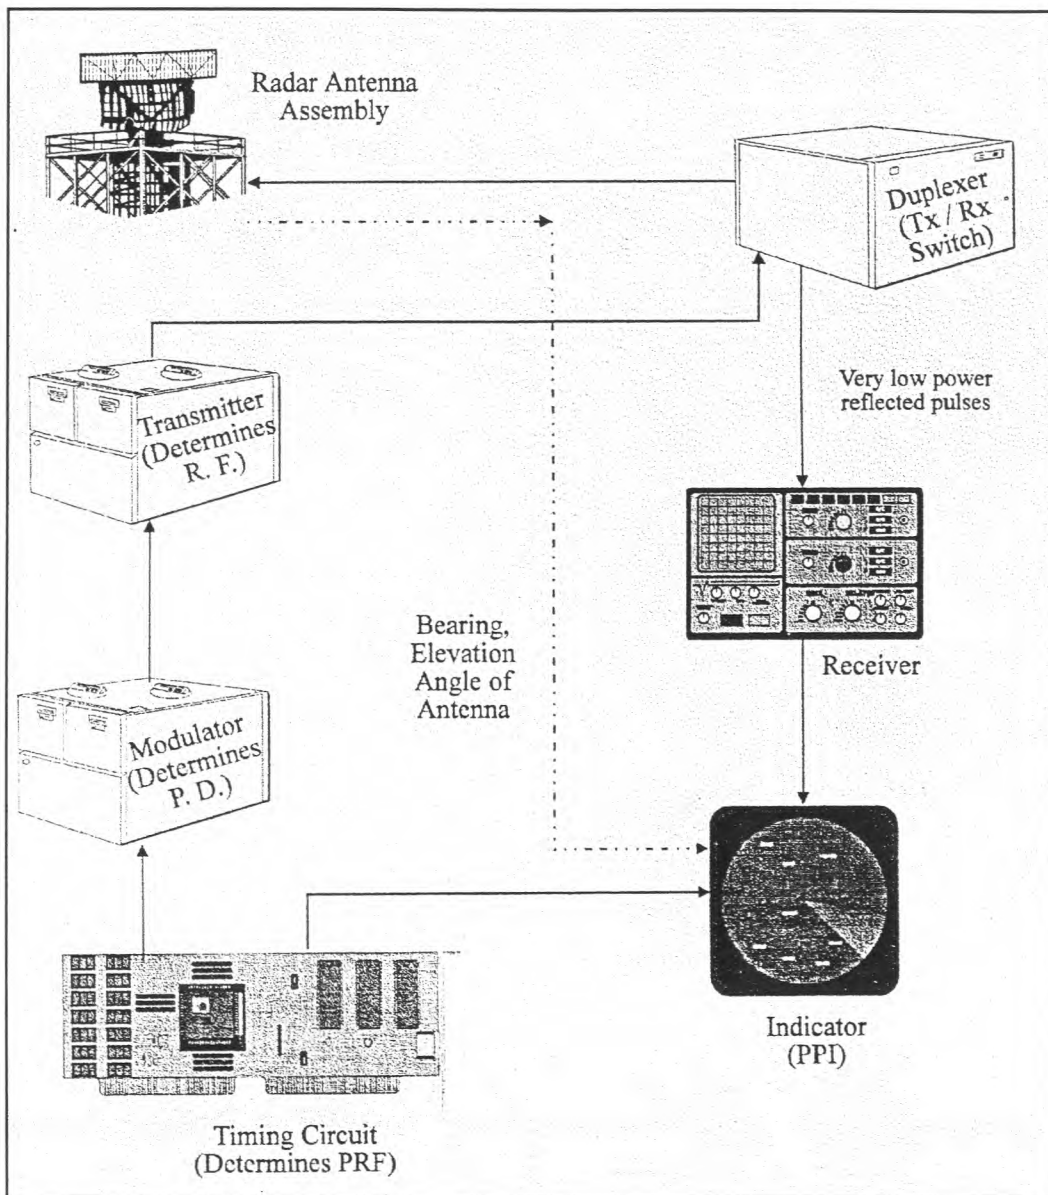 Radar Antenna
Assembly
Duplexer
(Tx / Rx
Switch)
Transmitter
(Determines
R. F.)
Very low power
reflected pulses
Bearing,
Elevation
Angle of
Antenna
Receiver
Modulator
(Determines
P. D.)
Indicator
(PPI)
Timing Circuit
(Determines PRF)